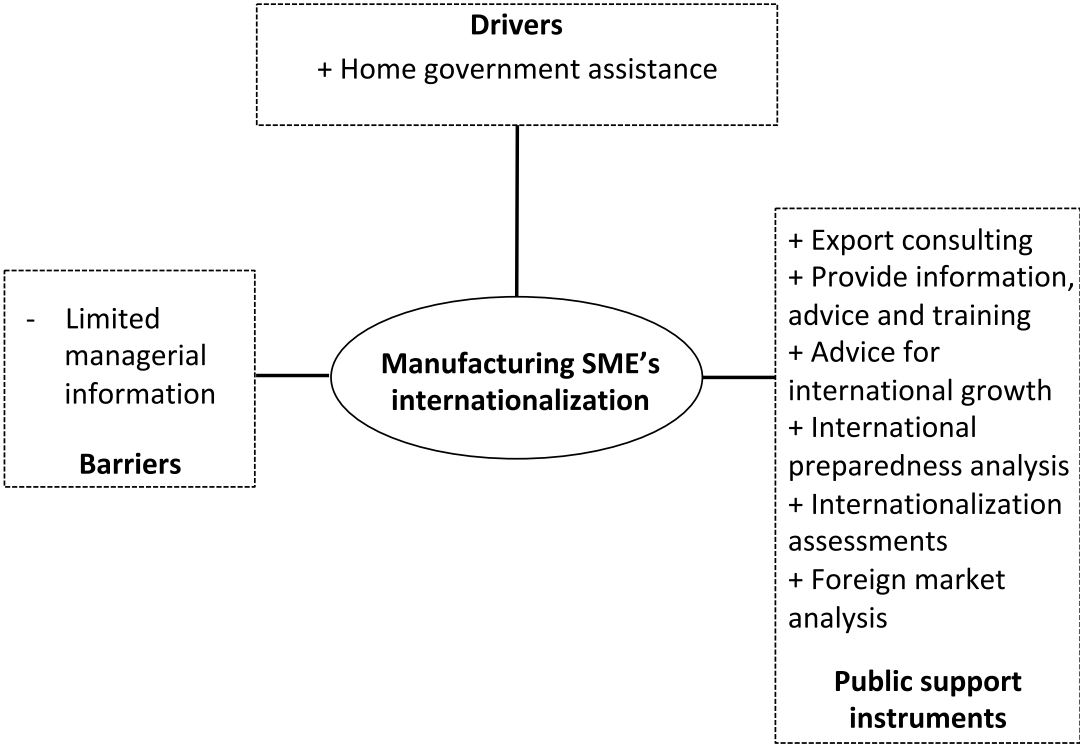 Drivers
+ Home government assistance
- Limited
managerial
information
Barriers
Manufacturing SME’s
internationalization
+ Export consulting
+ Provide information,
advice and training
+ Advice for
international growth
+ International
preparedness analysis
+ Internationalization
assessments
+ Foreign market
analysis
Public support
instruments